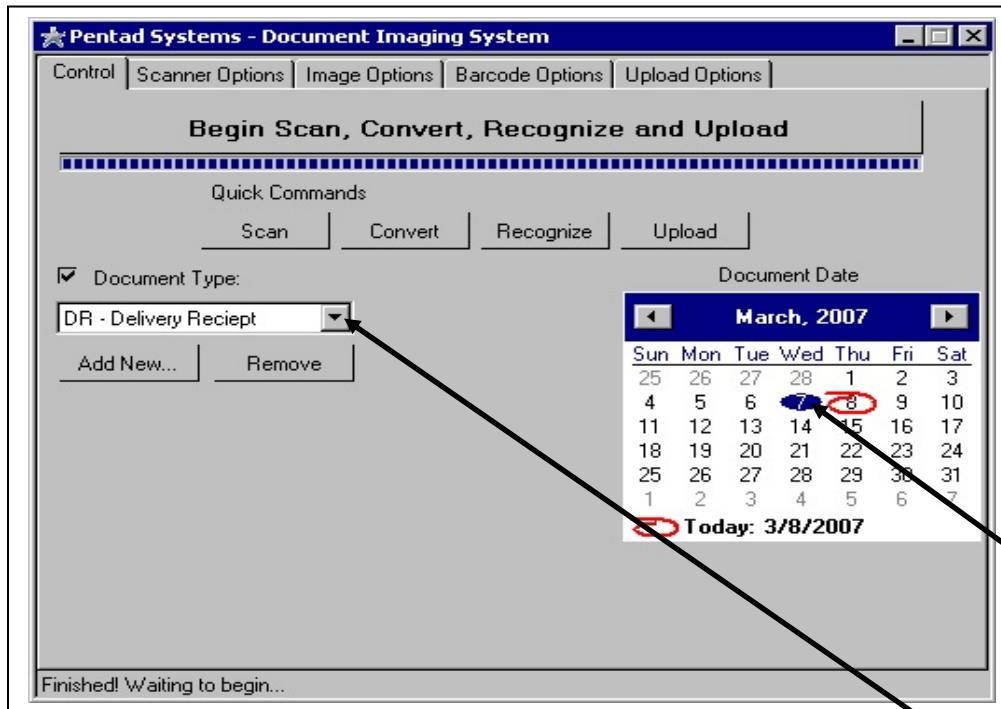 Pentad Systems - Document Imaging System
Control Scanner Options Image Options Barcode Options Upload Options
Begin Scan, Convert, Recognize and Upload
Quick Commands
Scan Convert Recognize Upload
Document Type:
DR - Delivery Reciept
Add New... Remove
Document Date
March, 2007
Sun Mon Tue Wed Thu Fri Sat
25 26 27 28 1 2 3
4 5 6 7 8 9 10
11 12 13 14 15 16 17
18 19 20 21 22 23 24
25 26 27 28 29 30 31
1 2 3 4 5 6 7
Today: 3/8/2007
Finished! Waiting to begin...